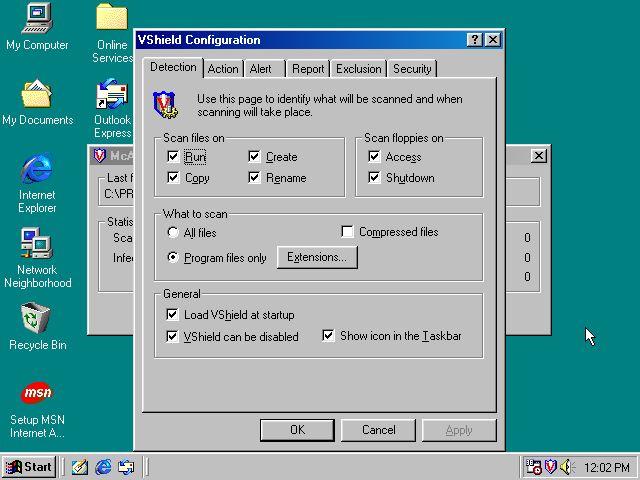 My Computer
Online
Services
My Documents
Outlook
Express
Internet
Explorer
Network
Neighborhood
Recycle Bin
msn
Setup MSN
Internet A...
VShield Configuration
Detection
Action
Alert
Report
Exclusion
Security
Use this page to identify what will be scanned and when
scanning will take place.
Scan files on
Run
Create
Copy
Rename
Scan floppies on
Access
Shutdown
What to scan
All files
Compressed files
Program files only
Extensions...
General
Load VShield at startup
VShield can be disabled
Show icon in the Taskbar
OK
Cancel
Apply
McA
Last f
C:\PR
Statis
Sca
0
Infec
0
0
Start
12:02 PM